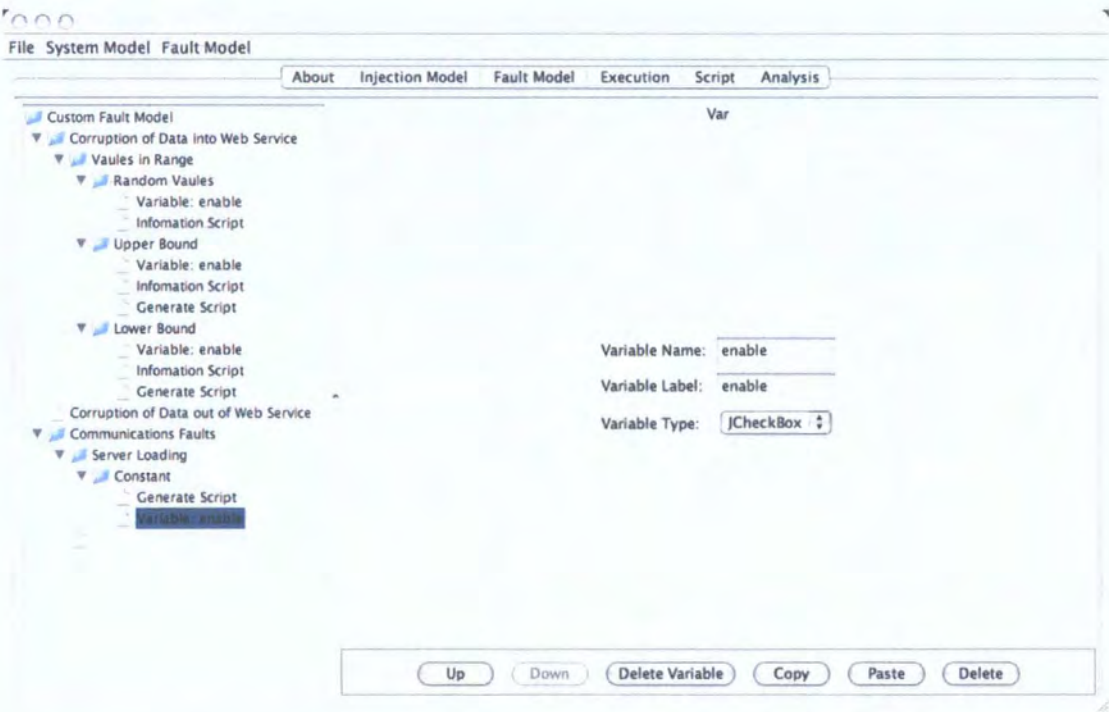 File System Model Fault Model
About Injection Model Fault Model Execution Script Analysis
Custom Fault Model
Corruption of Data into Web Service
Vaules in Range
Random Vaules
Variable: enable
Infomation Script
Upper Bound
Variable: enable
Infomation Script
Generate Script
Lower Bound
Variable: enable
Infomation Script
Generate Script
Corruption of Data out of Web Service
Communications Faults
Server Loading
Constant
Generate Script
Variable: enable
Var
Variable Name: enable
Variable Label: enable
Variable Type: JCheckBox
Up Down Delete Variable Copy Paste Delete